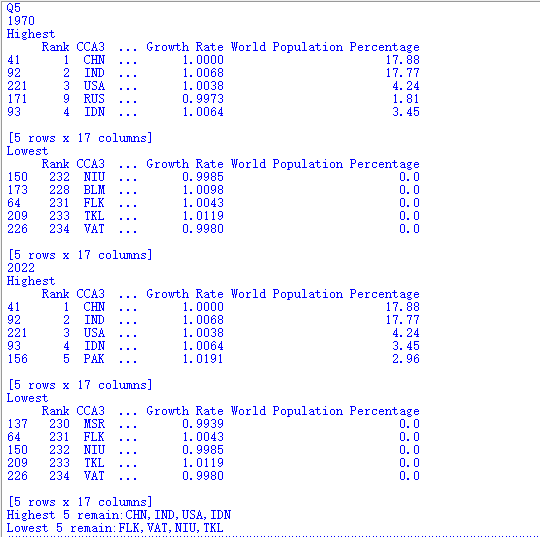 Q5
1970
Highest
     Rank CCA3  ... Growth Rate World Population Percentage
41      1  CHN  ...      1.0000                       17.88
92      2  IND  ...      1.0068                       17.77
221     3  USA  ...      1.0038                        4.24
171     9  RUS  ...      0.9973                        1.81
93      4  IDN  ...      1.0064                        3.45
[5 rows x 17 columns]
Lowest
     Rank CCA3  ... Growth Rate World Population Percentage
150   232  NIU  ...      0.9985                         0.0
173   228  BLM  ...      1.0098                         0.0
64    231  FLK  ...      1.0043                         0.0
209   233  TKL  ...      1.0119                         0.0
226   234  VAT  ...      0.9980                         0.0
[5 rows x 17 columns]
2022
Highest
     Rank CCA3  ... Growth Rate World Population Percentage
41      1  CHN  ...      1.0000                       17.88
92      2  IND  ...      1.0068                       17.77
221     3  USA  ...      1.0038                        4.24
93      4  IDN  ...      1.0064                        3.45
156     5  PAK  ...      1.0191                        2.96
[5 rows x 17 columns]
Lowest
     Rank CCA3  ... Growth Rate World Population Percentage
137   230  MSR  ...      0.9939                         0.0
64    231  FLK  ...      1.0043                         0.0
150   232  NIU  ...      0.9985                         0.0
209   233  TKL  ...      1.0119                         0.0
226   234  VAT  ...      0.9980                         0.0
[5 rows x 17 columns]
Highest 5 remain:CHN,IND,USA,IDN
Lowest 5 remain:FLK,VAT,NIU,TKL